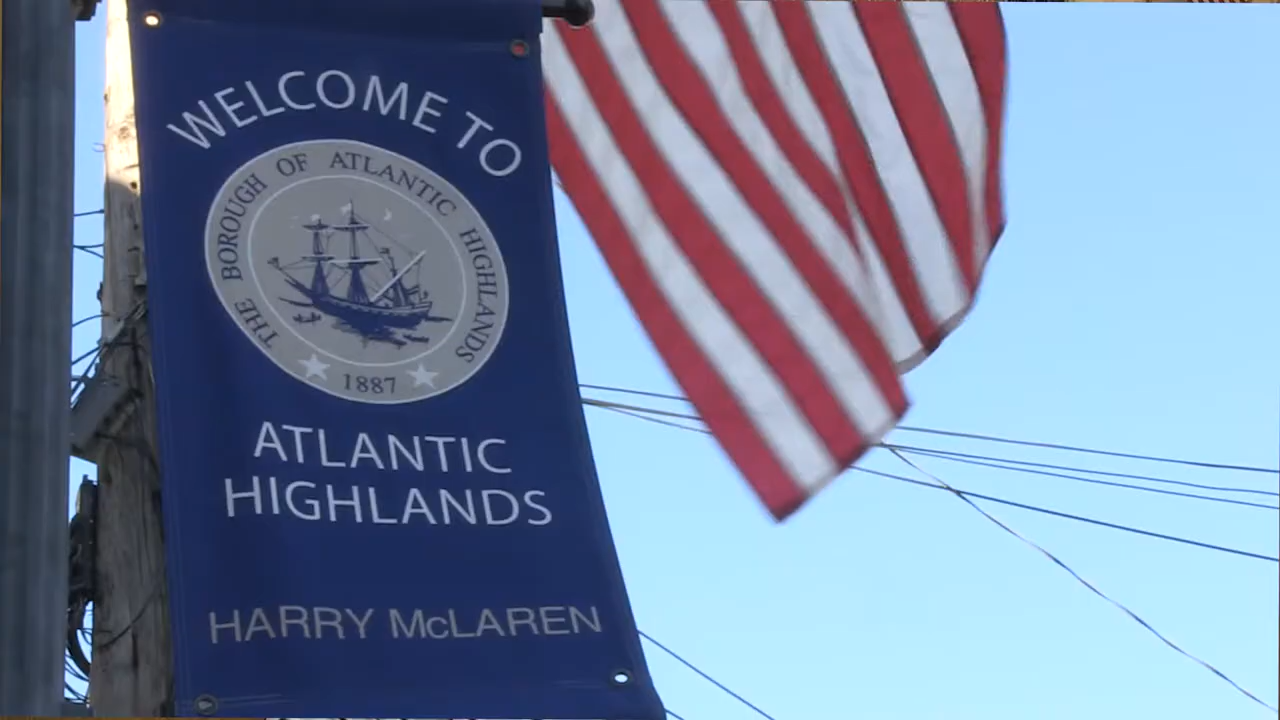 WELCOME TO
THE BOROUGH OF ATLANTIC HIGHLANDS
1887
ATLANTIC
HIGHLANDS
HARRY McLAREN